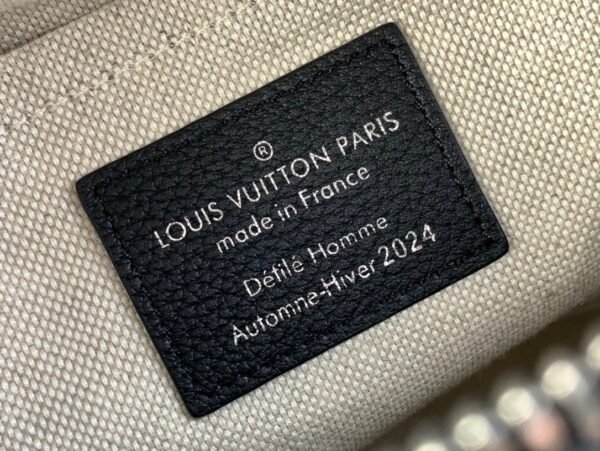 ®
LOUIS VUITTON PARIS
made in France
Défilé Homme
Automne-Hiver 2024